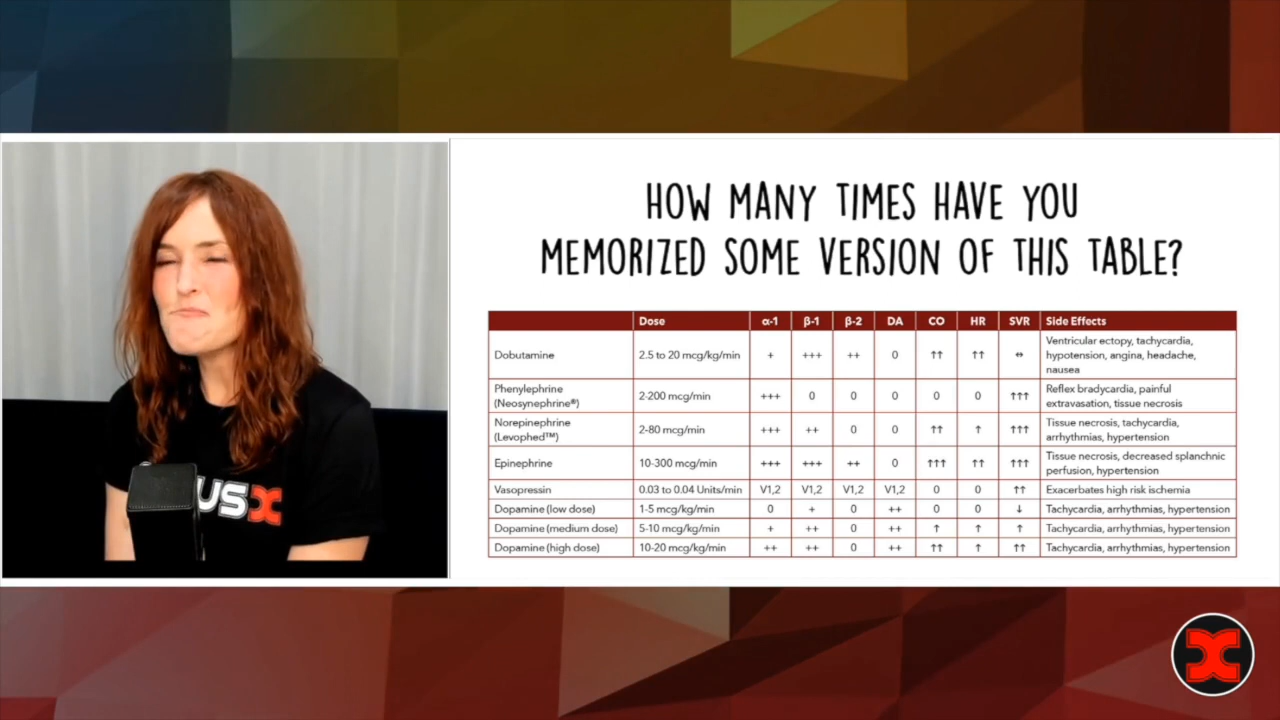 HOW MANY TIMES HAVE YOU
MEMORIZED SOME VERSION OF THIS TABLE?
Dose α-1 β-1 β-2 DA CO HR SVR Side Effects
Dobutamine 2.5 to 20 mcg/kg/min + +++ ++ 0 ↑↑ ↑↑ ↔ Ventricular ectopy, tachycardia,
hypotension, angina, headache,
nausea
Phenylephrine
(Neosynephrine®) 2-200 mcg/min +++ 0 0 0 0 0 ↑↑↑ Reflex bradycardia, painful
extravasation, tissue necrosis
Norepinephrine
(Levophed™) 2-80 mcg/min +++ ++ 0 0 ↑↑ ↑ ↑↑↑ Tissue necrosis, tachycardia,
arrhythmias, hypertension
Epinephrine 10-300 mcg/min +++ +++ ++ 0 ↑↑↑ ↑↑ ↑↑↑ Tissue necrosis, decreased splanchnic
perfusion, hypertension
Vasopressin 0.03 to 0.04 Units/min V1,2 V1,2 V1,2 V1,2 0 0 ↑↑ Exacerbates high risk ischemia
Dopamine (low dose) 1-5 mcg/kg/min 0 + 0 ++ 0 0 ↓ Tachycardia, arrhythmias, hypertension
Dopamine (medium dose) 5-10 mcg/kg/min + ++ 0 ++ ↑ ↑ ↑ Tachycardia, arrhythmias, hypertension
Dopamine (high dose) 10-20 mcg/kg/min ++ ++ 0 ++ ↑↑ ↑ ↑↑ Tachycardia, arrhythmias, hypertension
USX